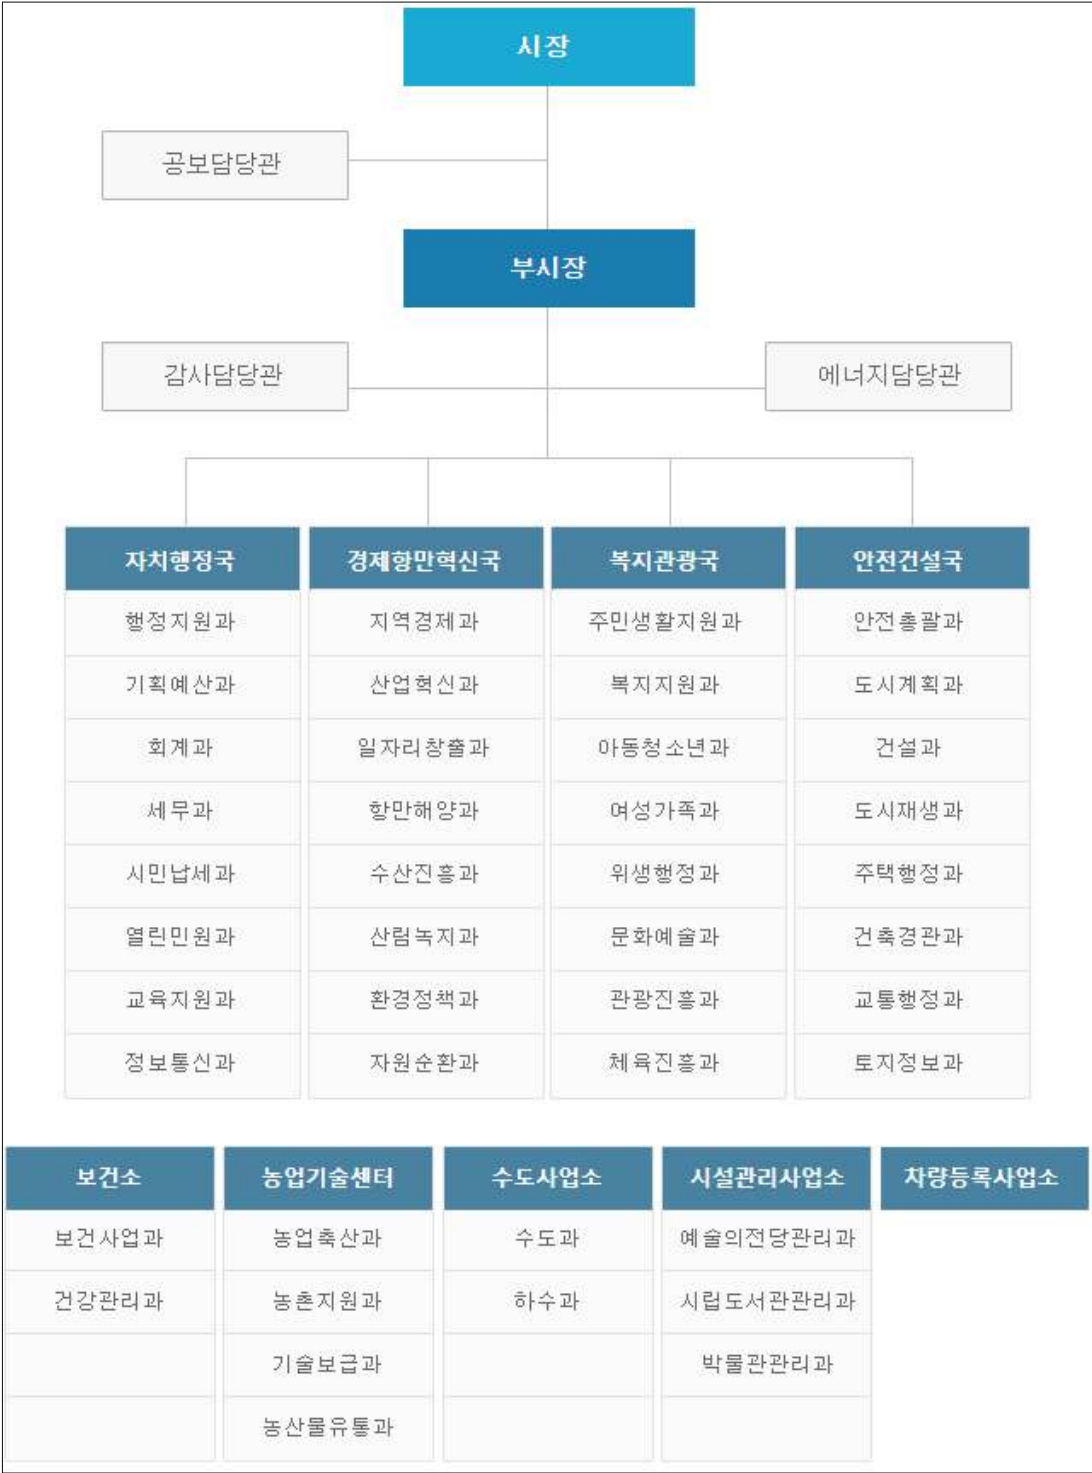 시장
공보담당관
부시장
감사담당관
에너지담당관
자치행정국
경제항만혁신국
복지관광국
안전건설국
행정지원과
지역경제과
주민생활지원과
안전총괄과
기획예산과
산업혁신과
복지지원과
도시계획과
회계과
일자리창출과
아동청소년과
건설과
세무과
항만해양과
여성가족과
도시재생과
시민납세과
수산진흥과
위생행정과
주택행정과
열린민원과
산림녹지과
문화예술과
건축경관과
교육지원과
환경정책과
관광진흥과
교통행정과
정보통신과
자원순환과
체육진흥과
토지정보과
보건소
농업기술센터
수도사업소
시설관리사업소
차량등록사업소
보건사업과
농업축산과
수도과
예술의전당관리과
건강관리과
농촌지원과
하수과
시립도서관관리과
기술보급과
박물관관리과
농산물유통과